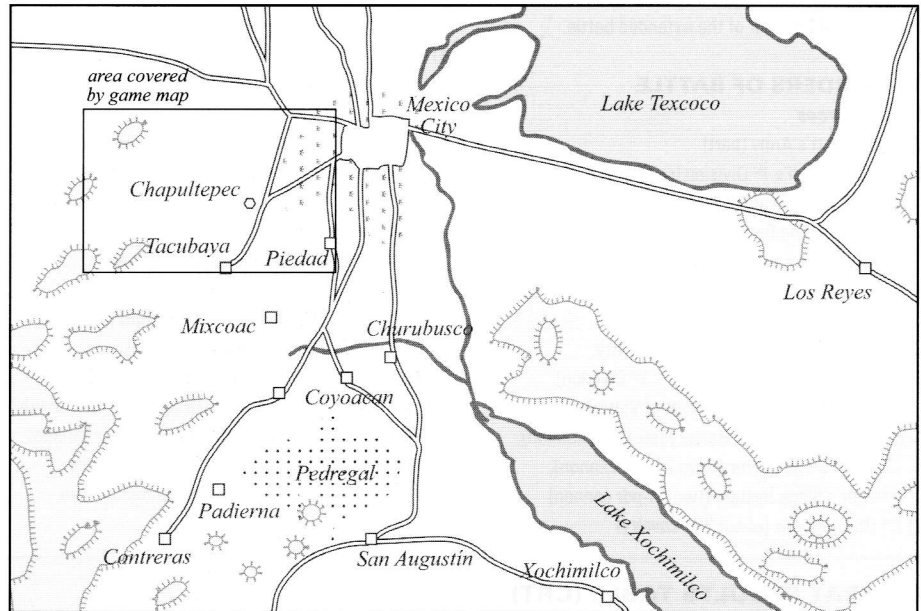 area covered
by game map
Mexico
City
Lake Texcoco
Chapultepec
Tacubaya
Piedad
Los Reyes
Mixcoac
Churubusco
Coyoacan
Pedregal
Padierna
Contreras
San Augustín
Xochimilco
Lake Xochimilco